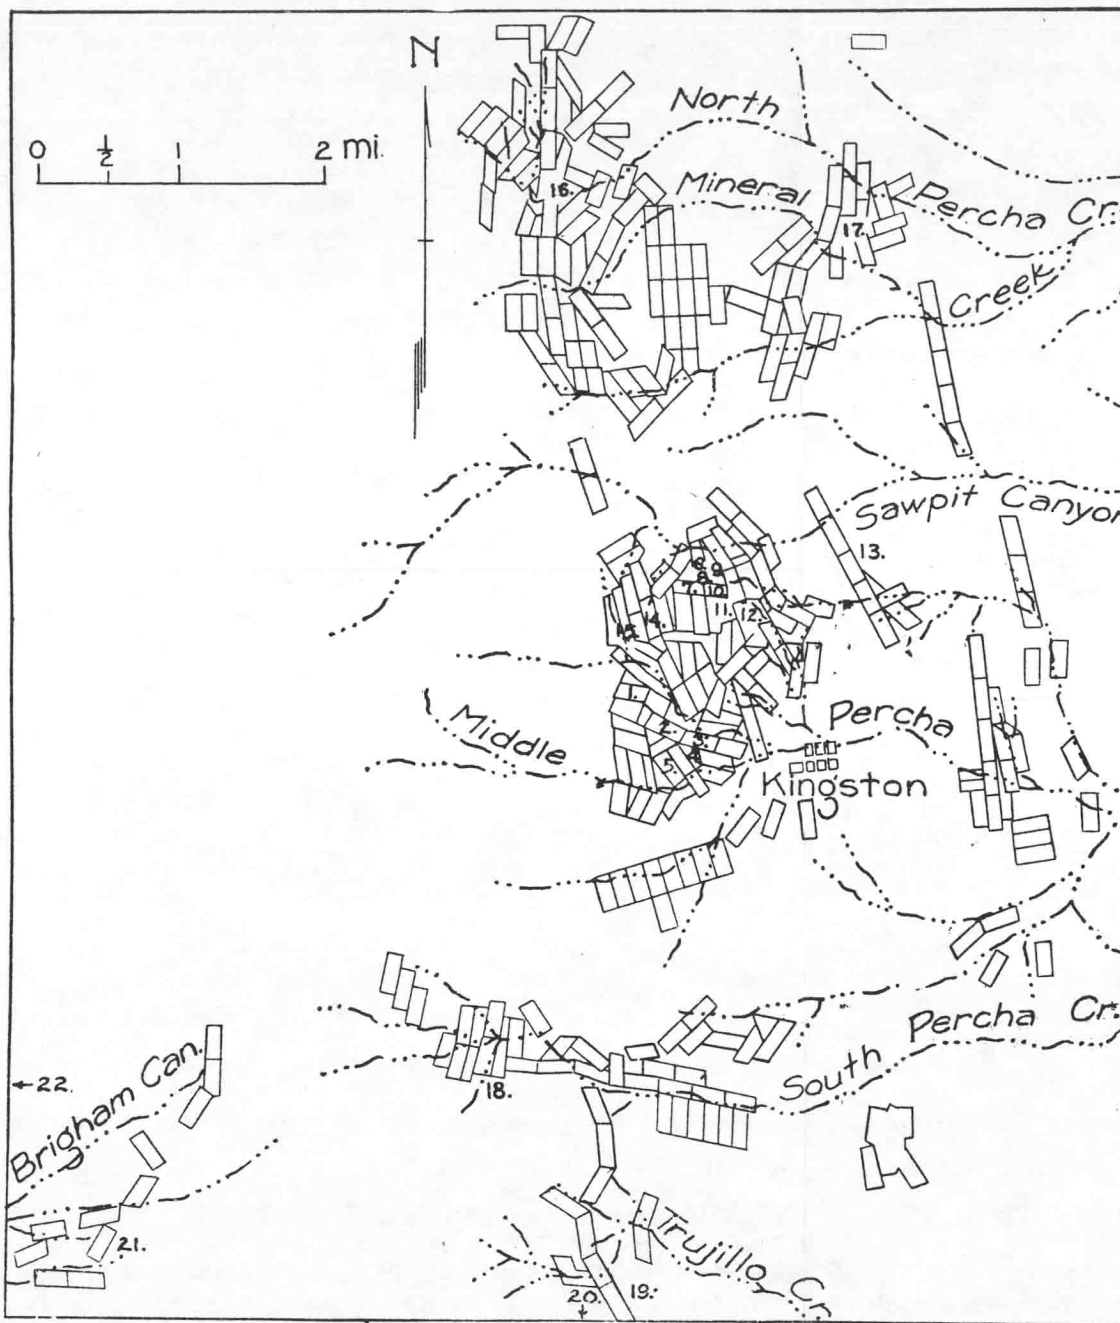 N
0 ½ 1 2 mi
North
Mineral
Percha Cr.
16.
17.
Creek
Sawpit Canyon
13.
6.
9
8.
7.
10.
11.
12.
14.
15.
Percha
Middle
2.
3.
4.
5.
Kingston
South Percha Cr.
18.
Brigham Can.
←22.
21.
Trujillo Cr.
20.
19.